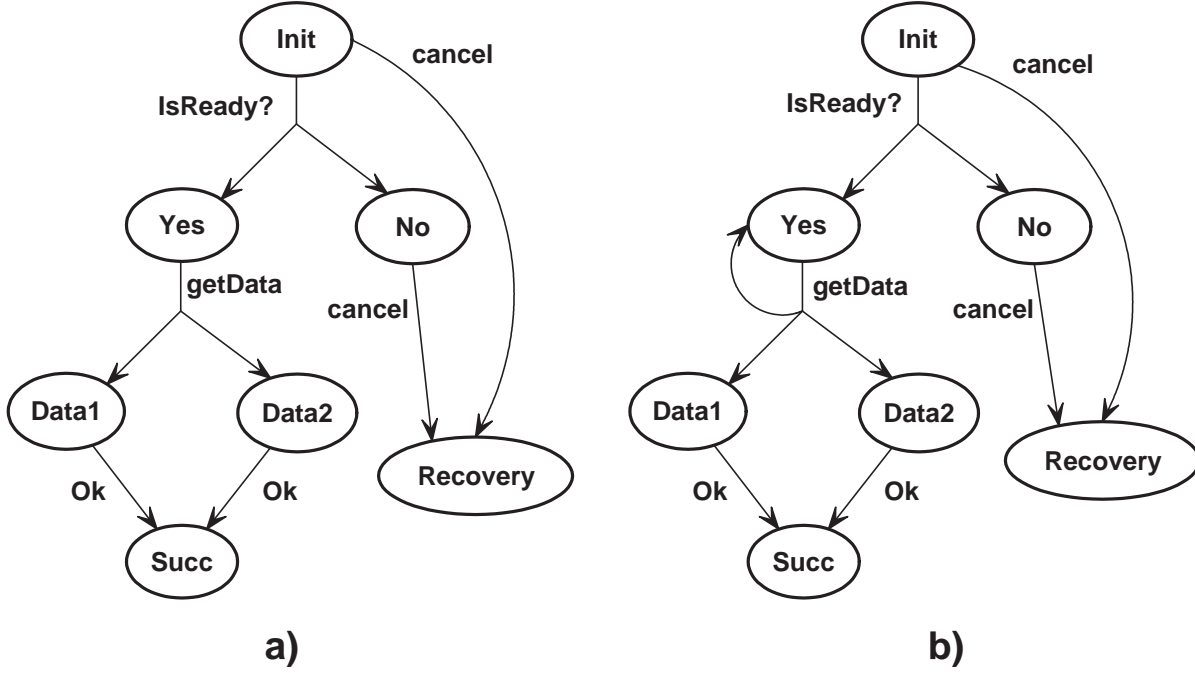 Init
cancel
IsReady?
Yes
No
getData
cancel
Data1
Data2
Recovery
Ok
Ok
Succ
a)
Init
cancel
IsReady?
Yes
No
getData
cancel
Data1
Data2
Recovery
Ok
Ok
Succ
b)